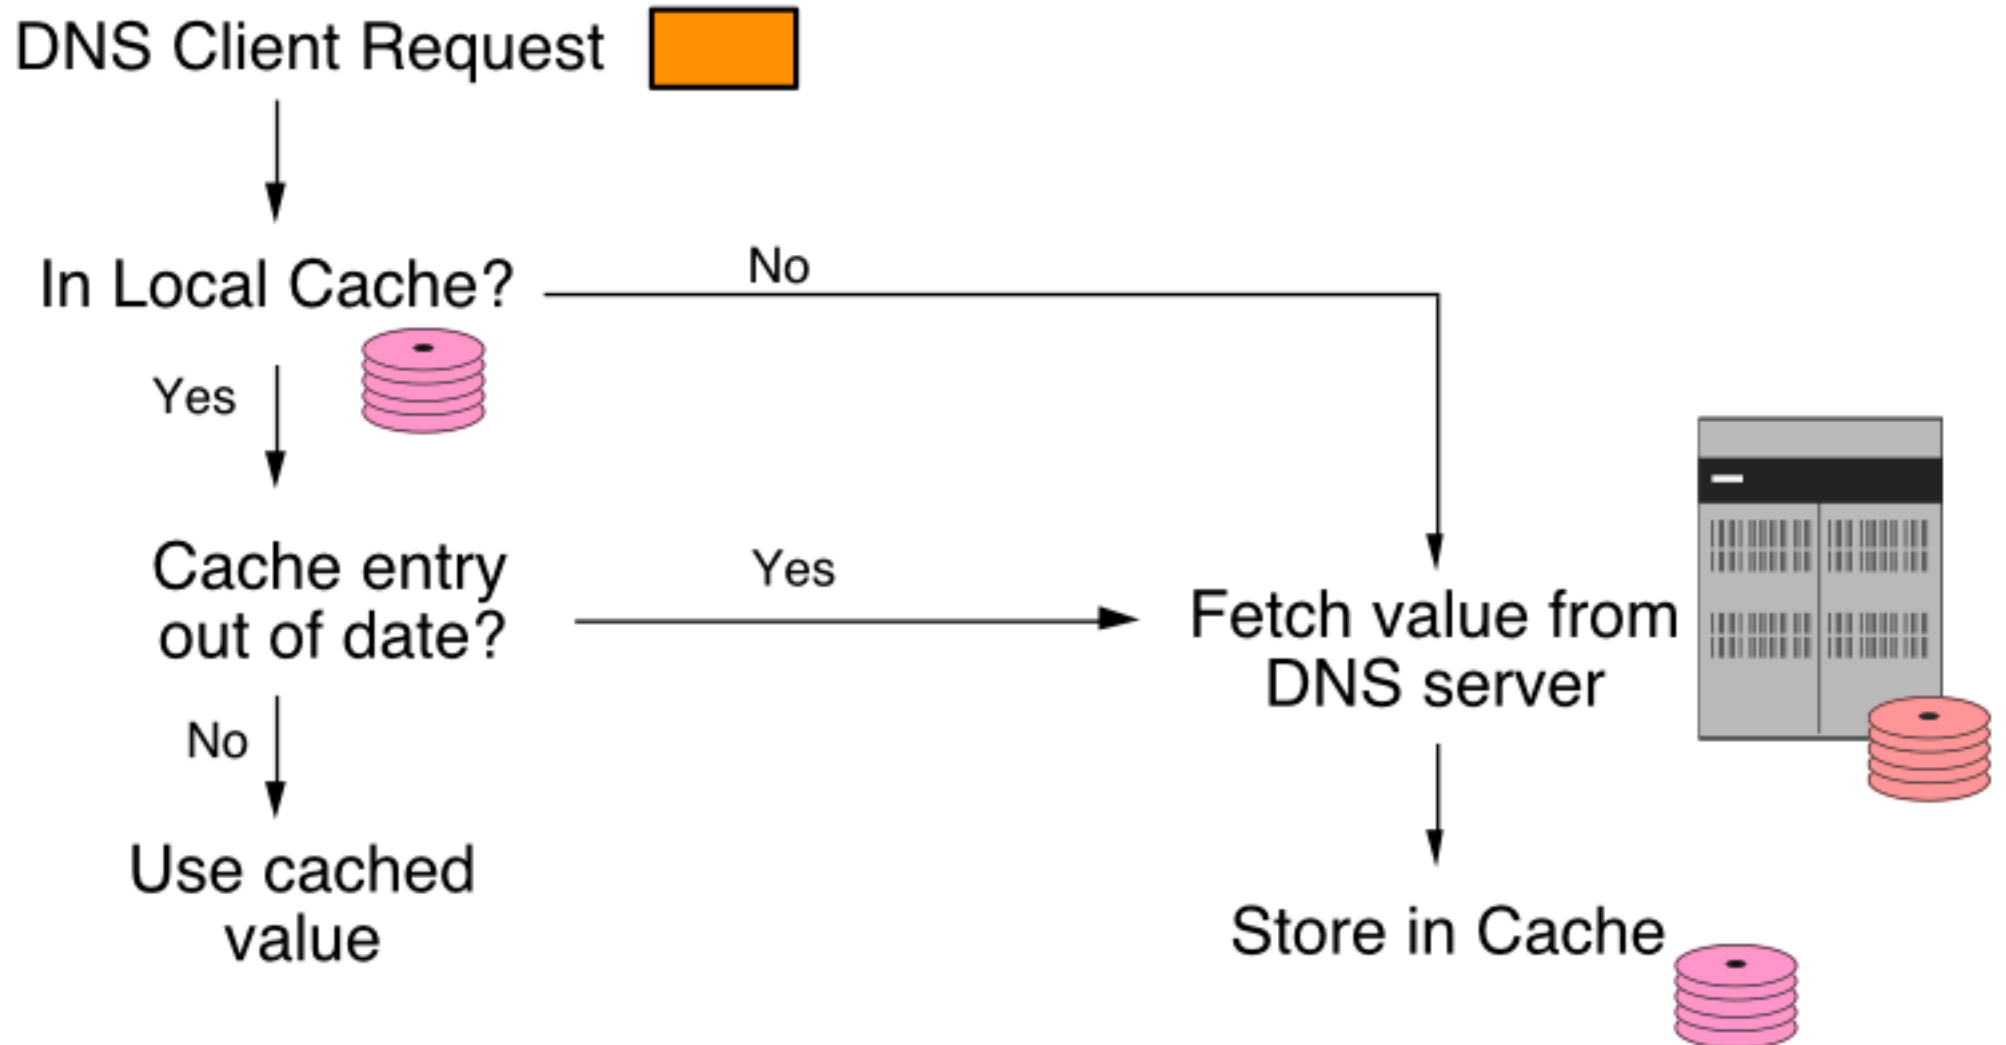 DNS Client Request
In Local Cache?
No
Yes
Cache entry
out of date?
Yes
Fetch value from
DNS server
No
Use cached
value
Store in Cache